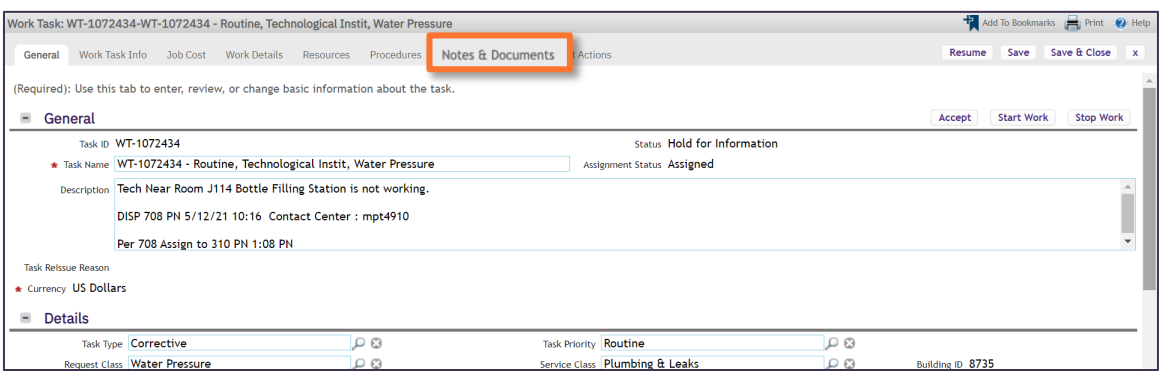 Work Task: WT-1072434-WT-1072434 - Routine, Technological Instit, Water Pressure Add To Bookmarks Print Help
General Work Task Info Job Cost Work Details Resources Procedures Notes & Documents Actions Resume Save Save & Close x
(Required): Use this tab to enter, review, or change basic information about the task.
General Accept Start Work Stop Work
Task ID WT-1072434 Status Hold for Information
* Task Name WT-1072434 - Routine, Technological Instit, Water Pressure Assignment Status Assigned
Description Tech Near Room J114 Bottle Filling Station is not working.
DISP 708 PN 5/12/21 10:16 Contact Center : mpt4910
Per 708 Assign to 310 PN 1:08 PN
Task ReIssue Reason
* Currency US Dollars
Details
Task Type Corrective Task Priority Routine
Request Class Water Pressure Service Class Plumbing & Leaks Building ID 8735